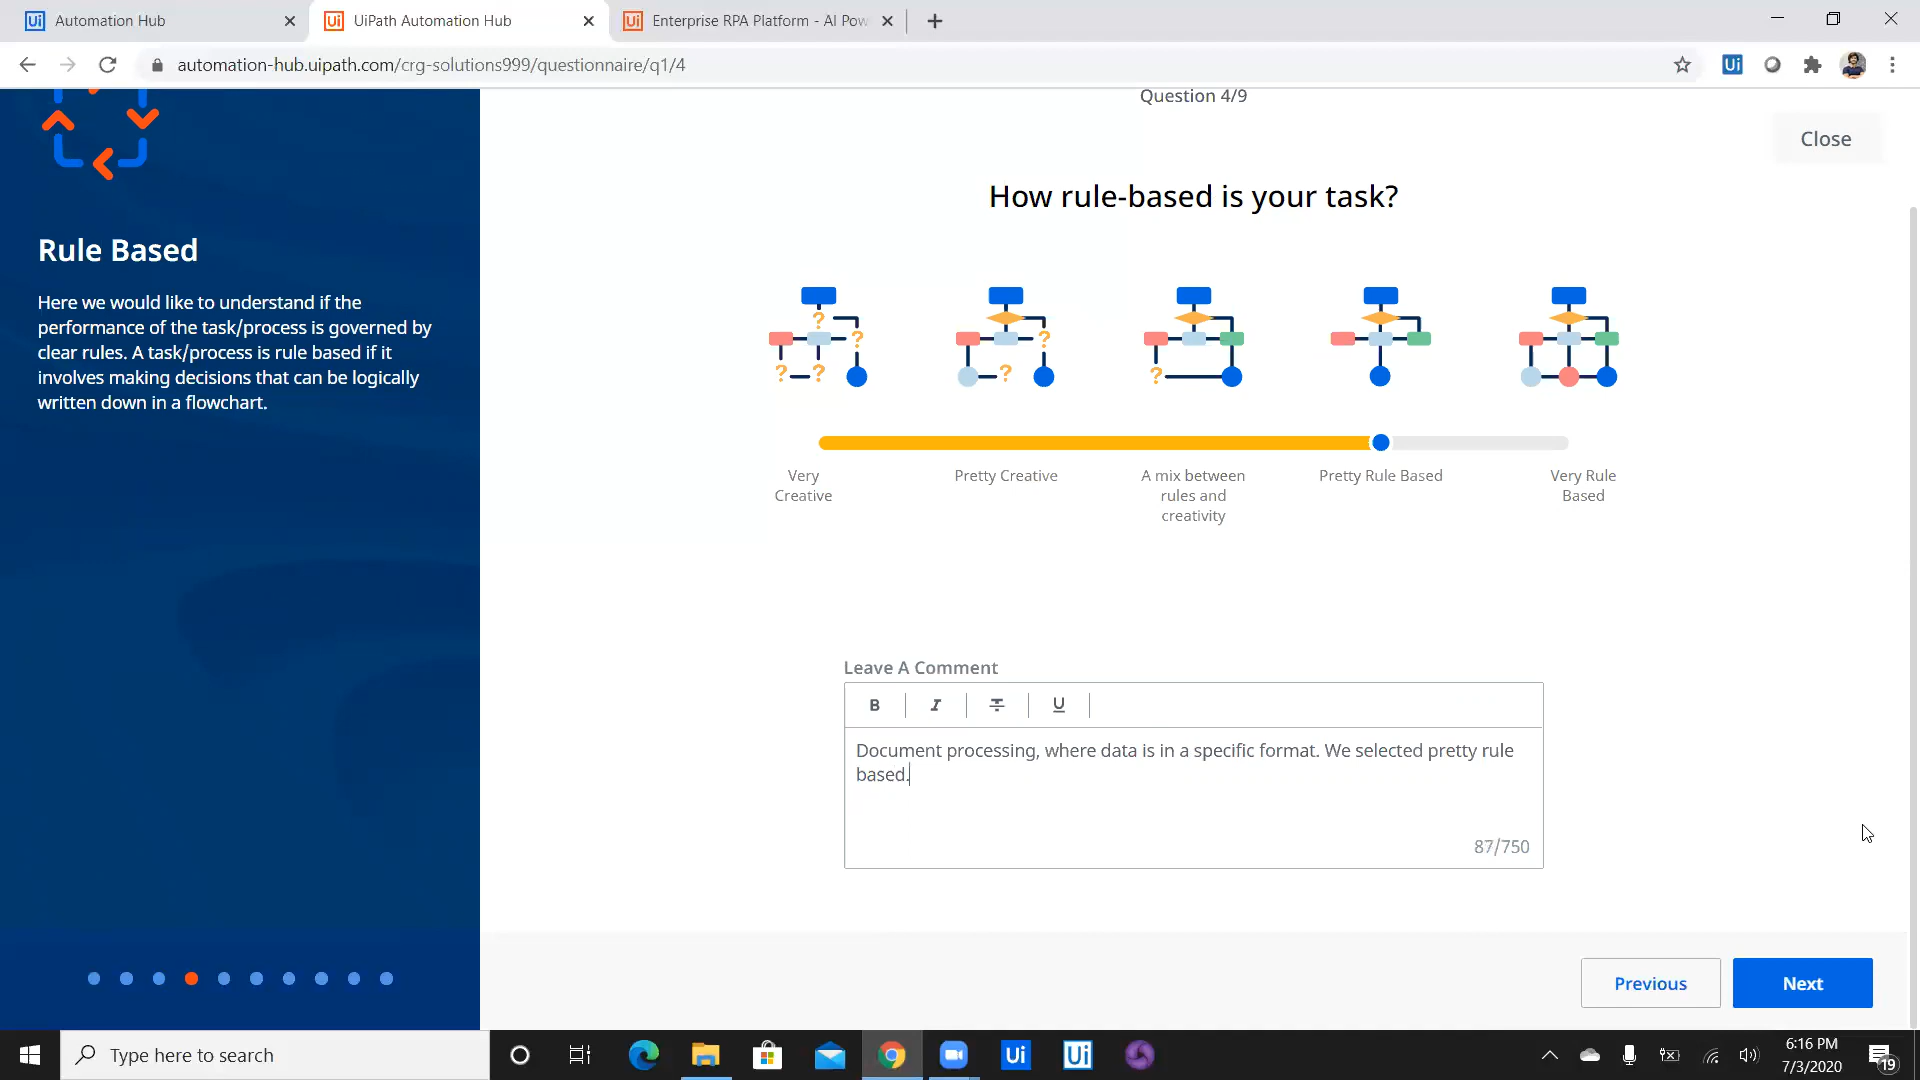 Automation Hub
UiPath Automation Hub
Enterprise RPA Platform - AI Pow
automation-hub.uipath.com/crg-solutions999/questionnaire/q1/4
Ui
Question 4/9
Close
How rule-based is your task?
Rule Based
Here we would like to understand if the
performance of the task/process is governed by
clear rules. A task/process is rule based if it
involves making decisions that can be logically
written down in a flowchart.
Very
Creative
Pretty Creative
A mix between
rules and
creativity
Pretty Rule Based
Very Rule
Based
Leave A Comment
B I T U
Document processing, where data is in a specific format. We selected pretty rule
based.
87/750
Previous
Next
Type here to search
Ui
Ui
6:16 PM
7/3/2020
19